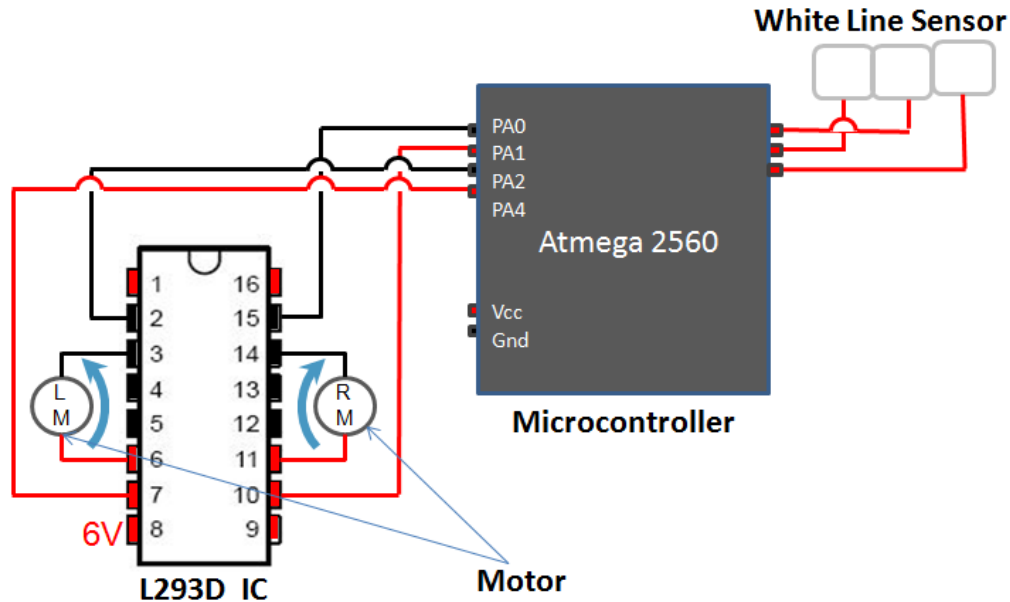 White Line Sensor
PA0
PA1
PA2
PA4
Atmega 2560
Vcc
Gnd
Microcontroller
1 16
2 15
3 14
4 13
5 12
6 11
7 10
8 9
L
M
R
M
6V
L293D IC
Motor